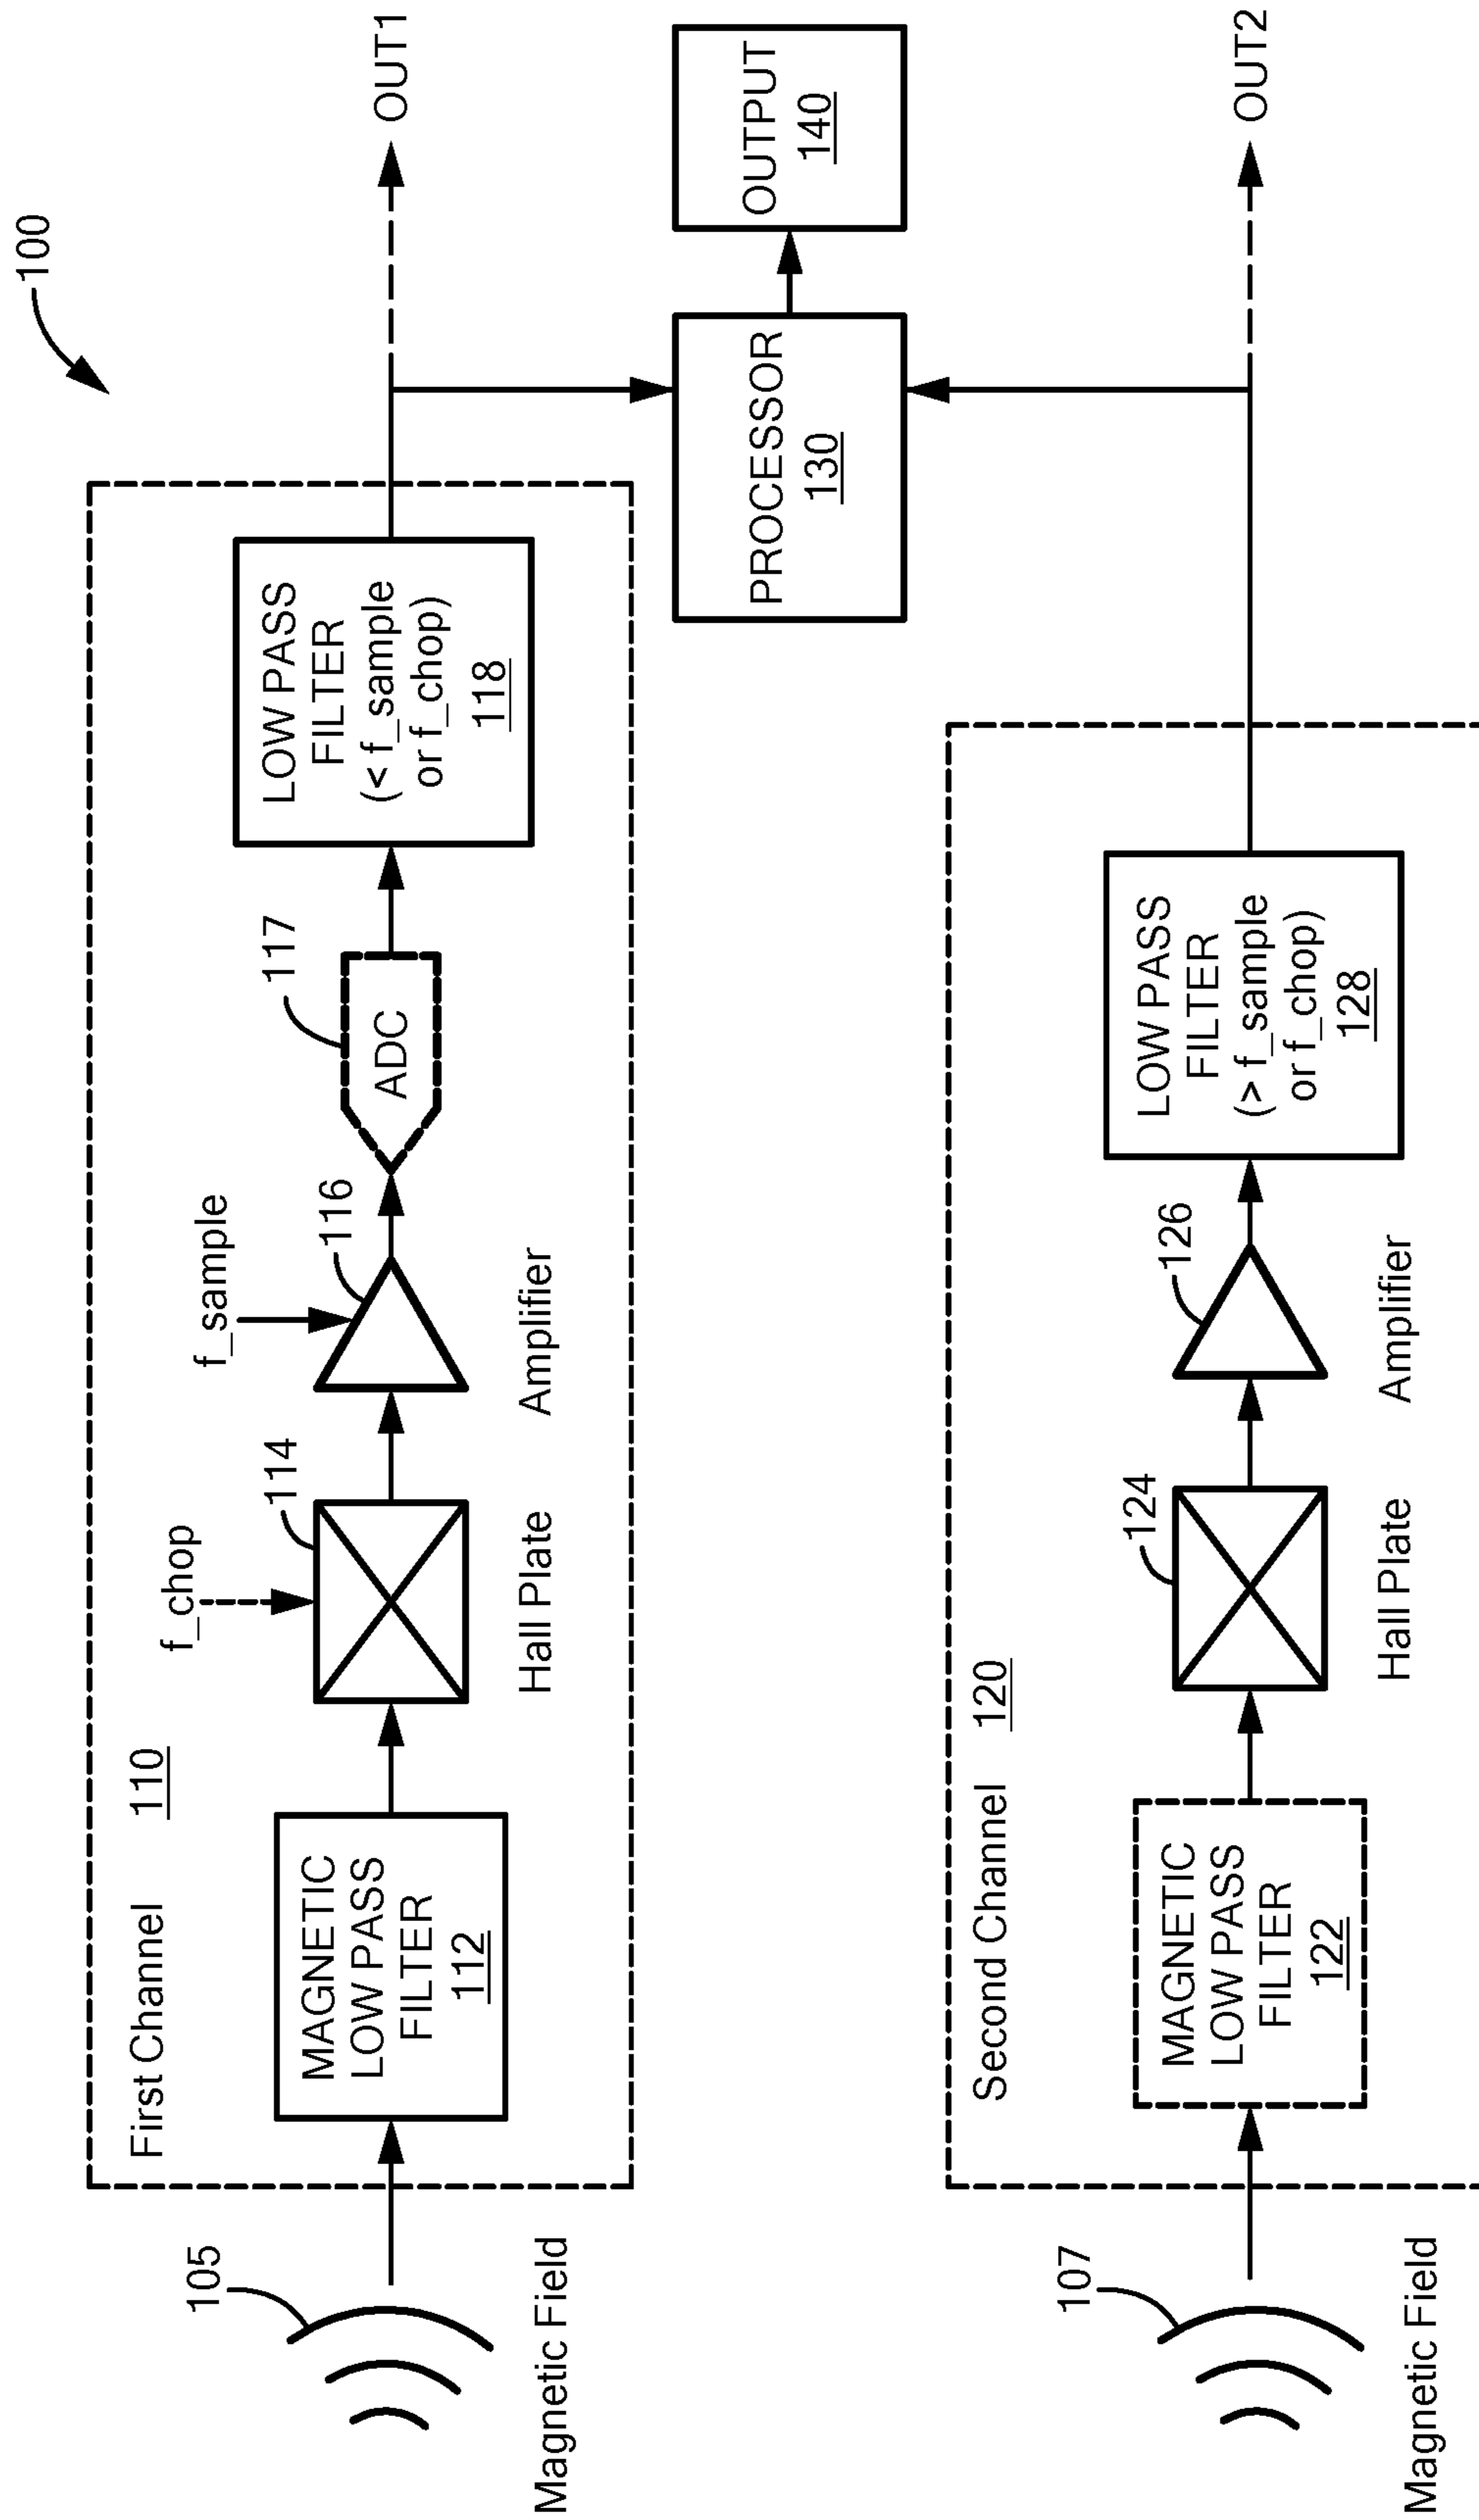 100
First Channel
110
105
Magnetic Field
MAGNETIC
LOW PASS
FILTER
112
f_chop
114
Hall Plate
f_sample
116
Amplifier
117
ADC
LOW PASS
FILTER
(< f_sample
or f_chop)
118
OUT1
PROCESSOR
130
OUTPUT
140
Second Channel
120
107
Magnetic Field
MAGNETIC
LOW PASS
FILTER
122
124
Hall Plate
126
Amplifier
LOW PASS
FILTER
(> f_sample
or f_chop)
128
OUT2